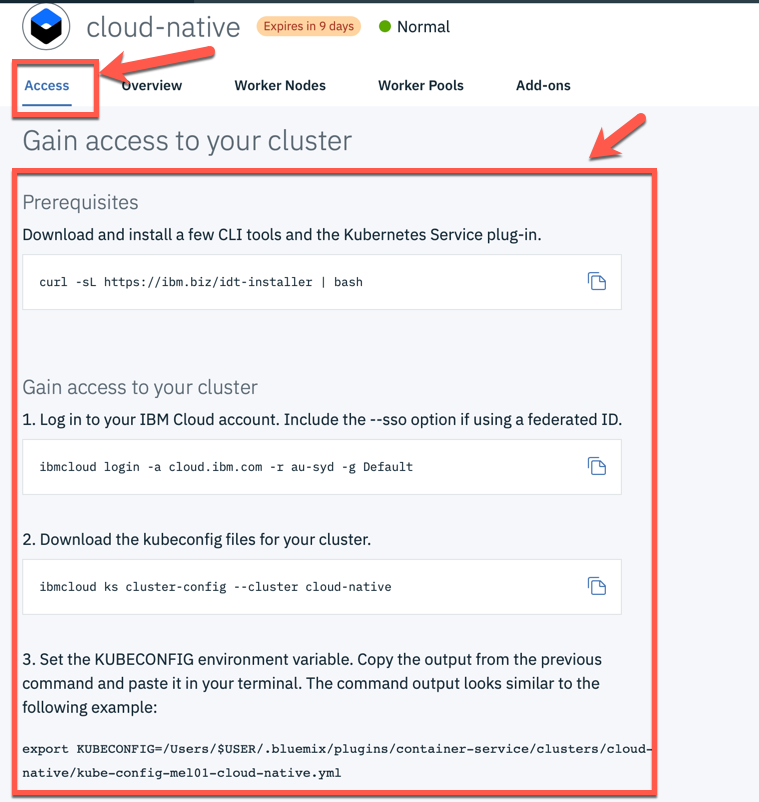 cloud-native Expires in 9 days Normal
Access Overview Worker Nodes Worker Pools Add-ons
Gain access to your cluster
Prerequisites
Download and install a few CLI tools and the Kubernetes Service plug-in.
curl -sL https://ibm.biz/idt-installer | bash
Gain access to your cluster
1. Log in to your IBM Cloud account. Include the --sso option if using a federated ID.
ibmcloud login -a cloud.ibm.com -r au-syd -g Default
2. Download the kubeconfig files for your cluster.
ibmcloud ks cluster-config --cluster cloud-native
3. Set the KUBECONFIG environment variable. Copy the output from the previous
command and paste it in your terminal. The command output looks similar to the
following example:
export KUBECONFIG=/Users/$USER/.bluemix/plugins/container-service/clusters/cloud-
native/kube-config-mel01-cloud-native.yml